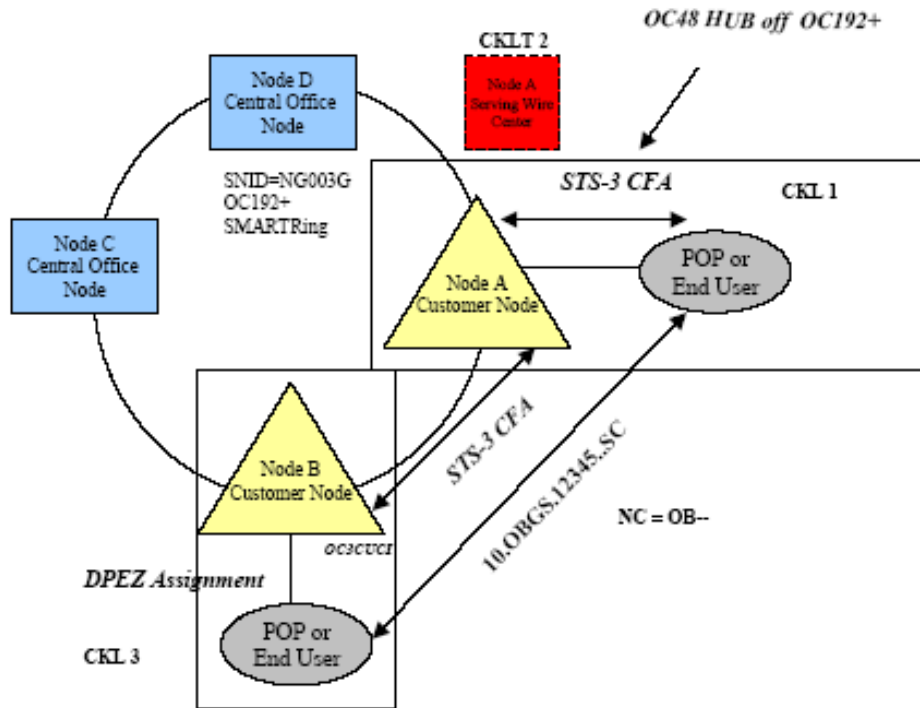 OC48 HUB off OC192+
CKLT 2
Node D
Central Office
Node
Node A
Serving Wire
Center
SNID=NG003G
OC192+
SMARTRing
STS-3 CFA
CKL 1
Node C
Central Office
Node
Node A
Customer Node
POP or
End User
STS-3 CFA
10.OBGS.12345..SC
Node B
Customer Node
NC = OB--
OC3CUCI
DPEZ Assignment
POP or
End User
CKL 3